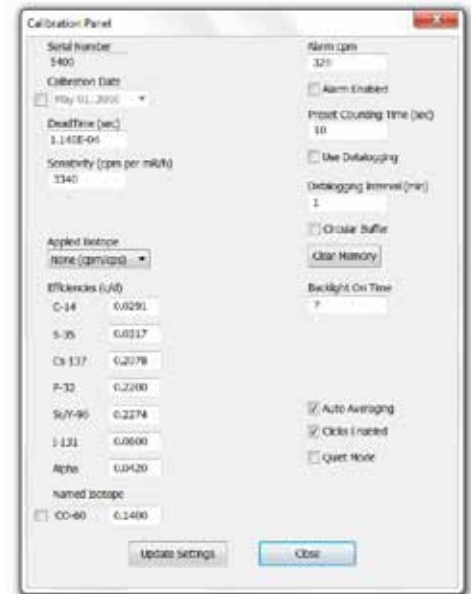 Calibration Panel
Serial Number
5400
Calibration Date
May 01, 2006
DeadTime (sec)
1.140E-04
Sensitivity (cpm per mR/h)
3340
Applied Isotope
None (cpm/cps)
Efficiencies (c/d)
C-14 0.0291
S-35 0.0317
Cs-137 0.2078
P-32 0.2200
Sr/Y-90 0.2274
I-131 0.0600
Alpha 0.0420
Named Isotope
CO-60 0.1400
Alarm cpm
325
Alarm Enabled
Preset Counting Time (sec)
10
Use Datalogging
Datalogging Interval (min)
1
Circular Buffer
Clear Memory
Backlight On Time
7
Auto Averaging
Clicks Enabled
Quiet Mode
Update Settings
Close